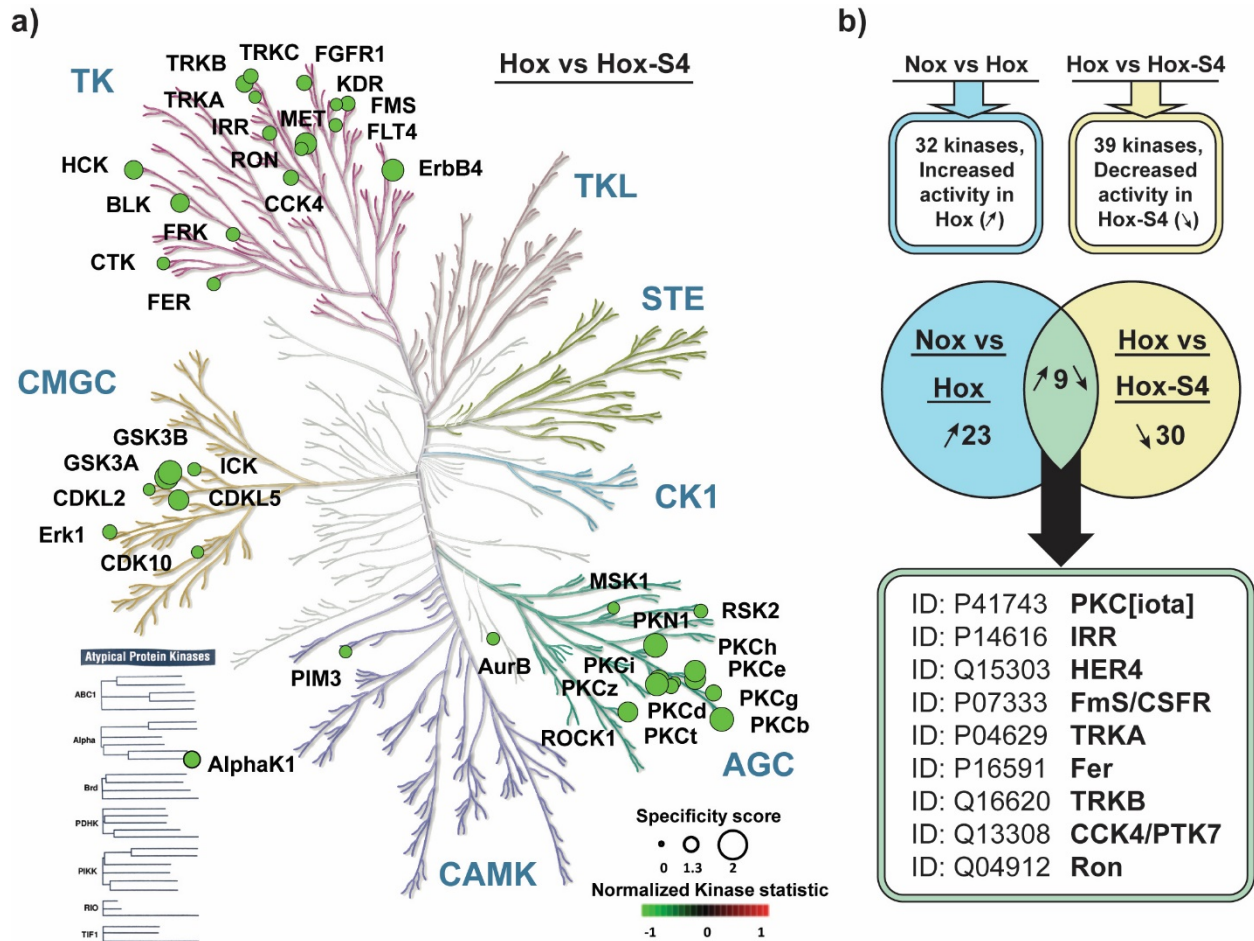 a)
Hox vs Hox-S4
TK
TRKB
TRKC
FGFR1
KDR
TRKA
FMS
IRR
MET
FLT4
HCK
RON
ErbB4
BLK
CCK4
TKL
FRK
CTK
FER
STE
CMGC
GSK3B
GSK3A
ICK
CDKL2
CDKL5
CK1
Erk1
CDK10
MSK1
RSK2
PKN1
PKCh
PIM3
AurB
PKCi
PKCe
PKCz
PKCg
PKCd
PKCb
ROCK1
PKCt
AGC
CAMK
Atypical Protein Kinases
ABC1
Alpha
AlphaK1
Brd
PDHK
PIKK
RIO
TIF1
Specificity score
0 1.3 2
Normalized Kinase statistic
-1 0 1
b)
Nox vs Hox
Hox vs Hox-S4
32 kinases,
Increased
activity in
Hox (↗)
39 kinases,
Decreased
activity in
Hox-S4 (↘)
Nox vs
Hox
↗23
↗ 9 ↘
Hox vs
Hox-S4
↘ 30
ID: P41743 PKC[iota]
ID: P14616 IRR
ID: Q15303 HER4
ID: P07333 FmS/CSFR
ID: P04629 TRKA
ID: P16591 Fer
ID: Q16620 TRKB
ID: Q13308 CCK4/PTK7
ID: Q04912 Ron